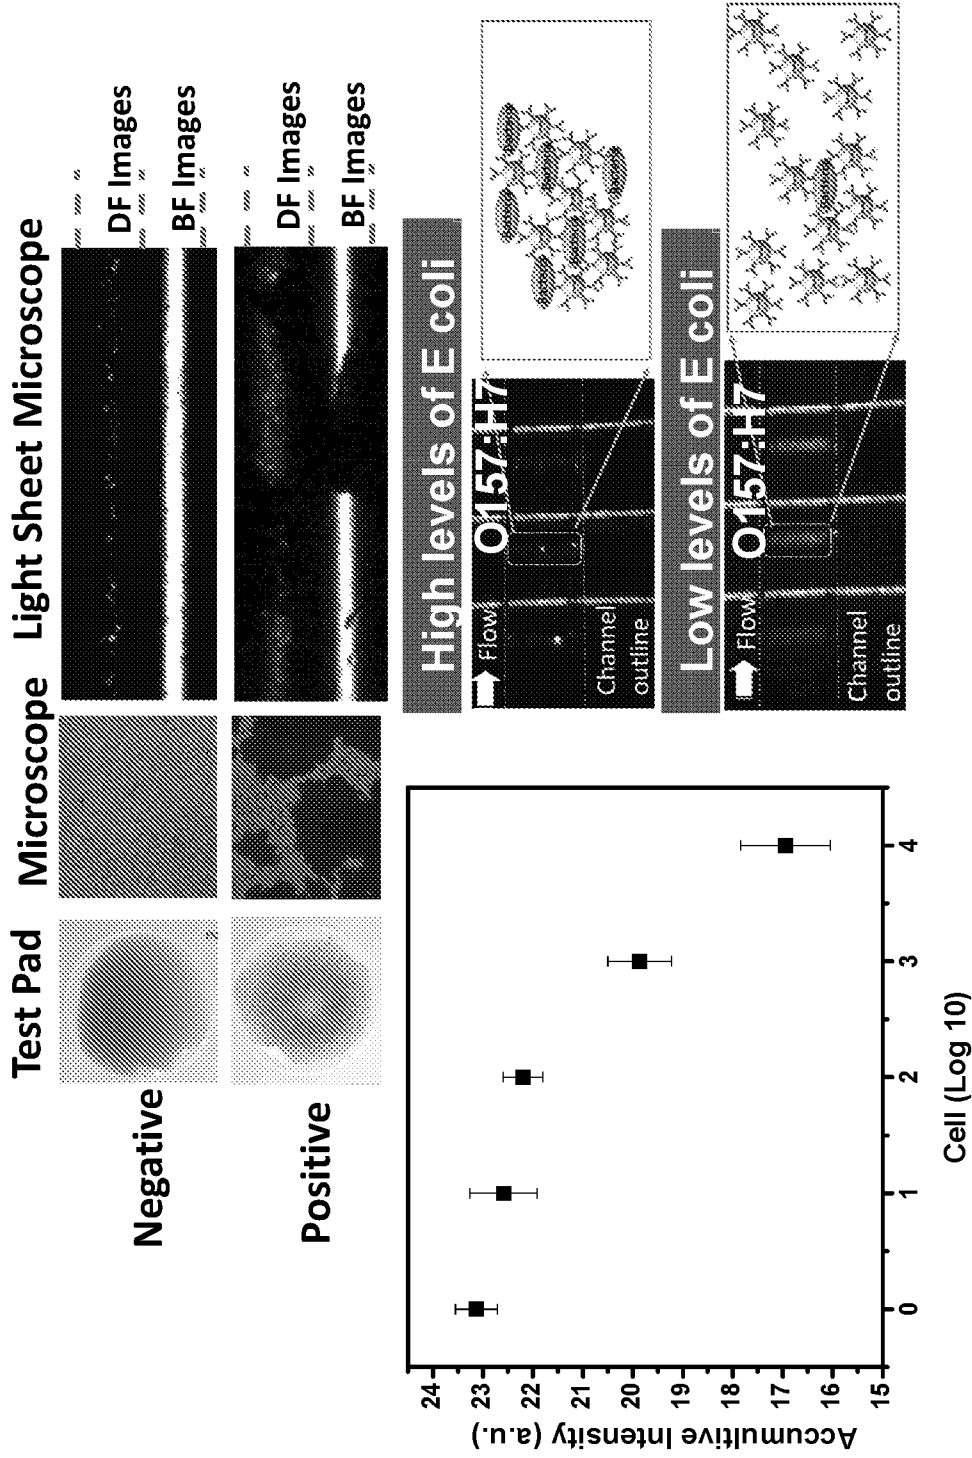 Test Pad Microscope Light Sheet Microscope
Negative
DF Images
BF Images
Positive
DF Images
BF Images
Accumultive Intensity (a.u.)
24
23
22
21
20
19
18
17
16
15
0 1 2 3 4
Cell (Log 10)
High levels of E coli
O157:H7
Flow
Channel
outline
Low levels of E coli
O157:H7
Flow
Channel
outline